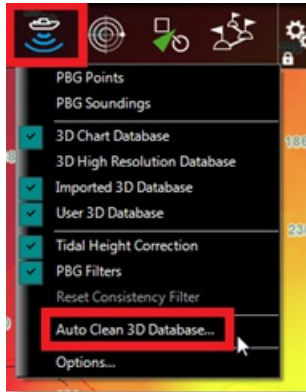 PBG Points
PBG Soundings
3D Chart Database
3D High Resolution Database
Imported 3D Database
User 3D Database
Tidal Height Correction
PBG Filters
Reset Consistency Filter
Auto Clean 3D Database...
Options...